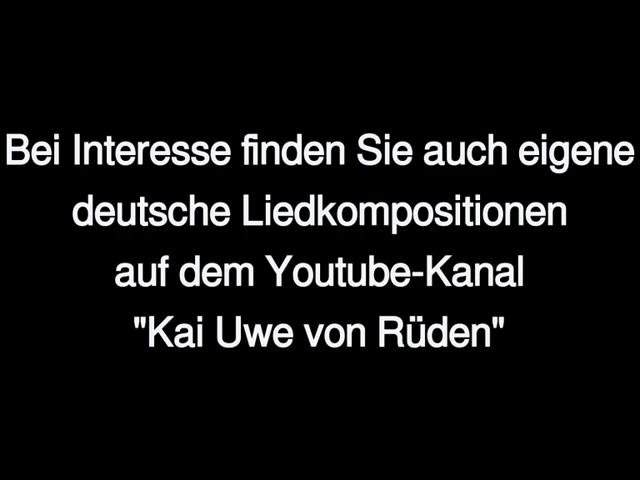 Bei Interesse finden Sie auch eigene
deutsche Liedkompositionen
auf dem Youtube-Kanal
"Kai Uwe von Rüden"